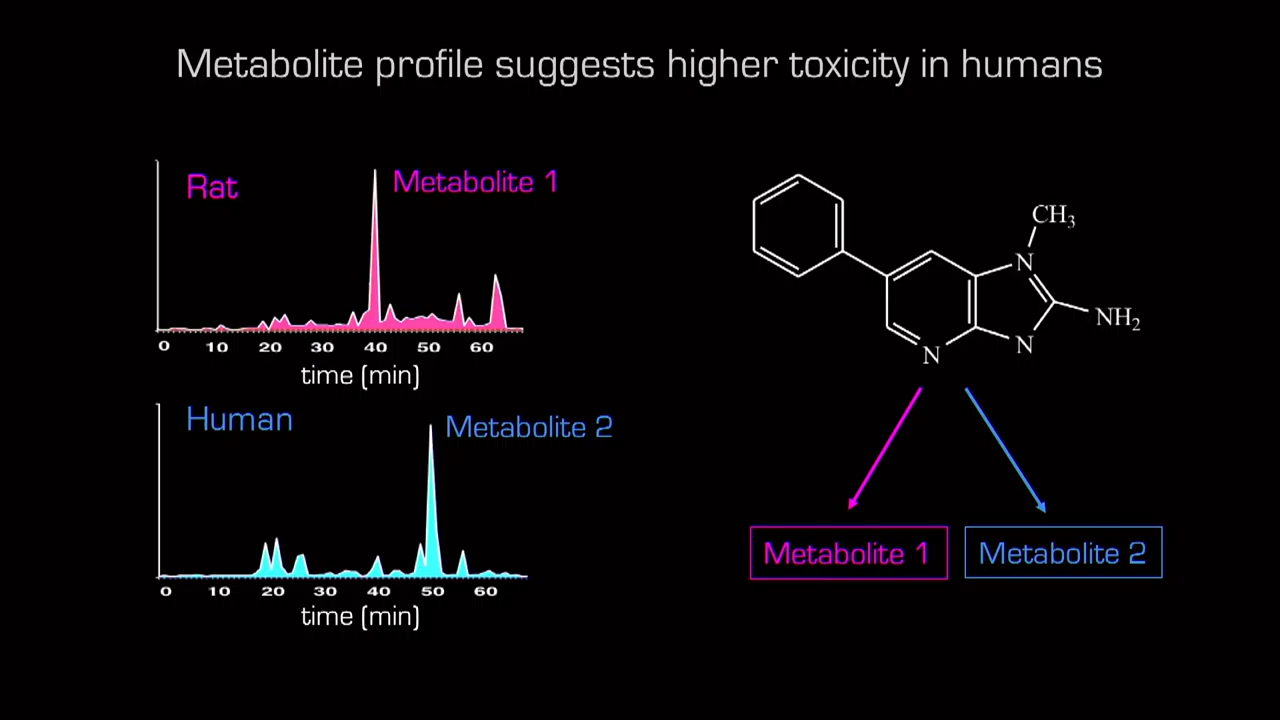 Metabolite profile suggests higher toxicity in humans
Rat
Metabolite 1
0 10 20 30 40 50 60
time (min)
Human
Metabolite 2
0 10 20 30 40 50 60
time (min)
CH3
N
NH2
N
N
Metabolite 1
Metabolite 2